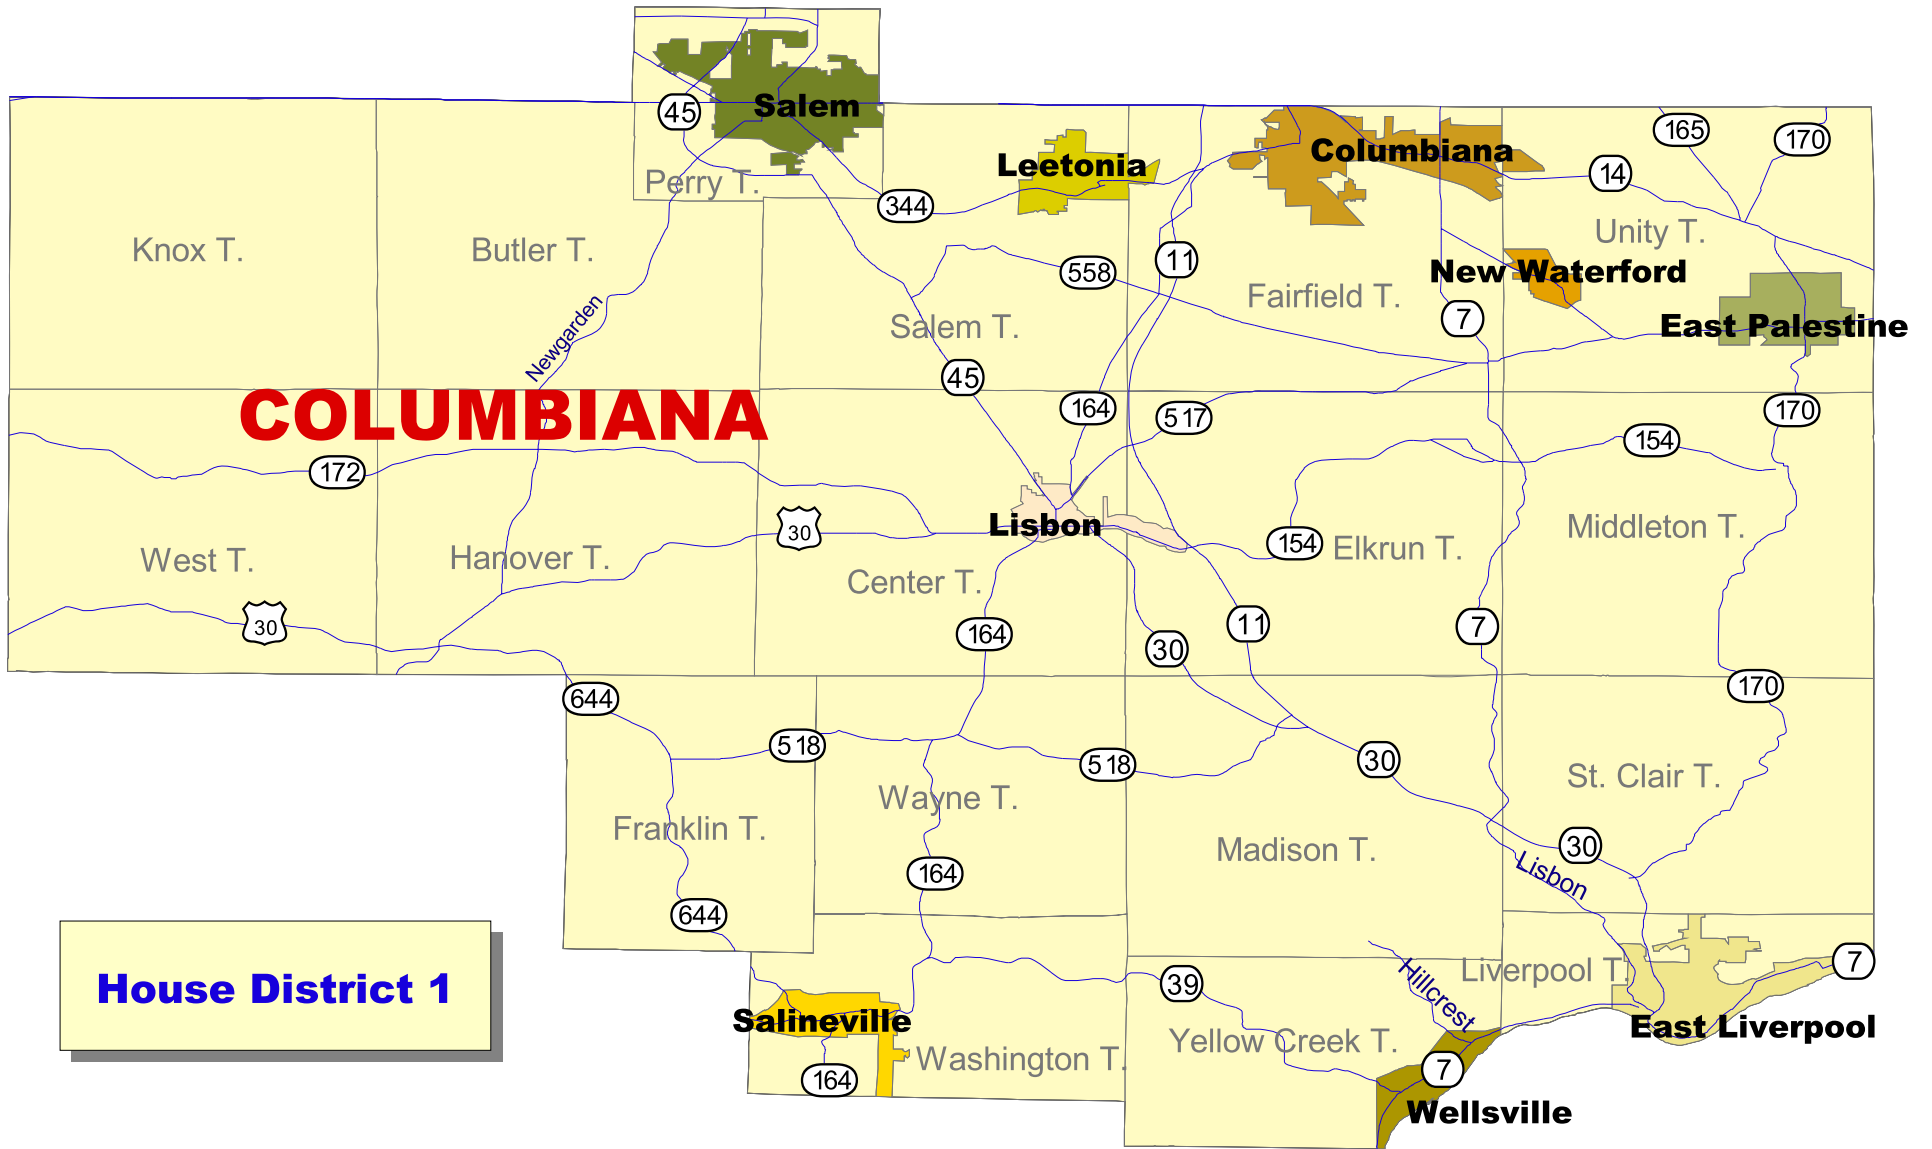 Salem
45
Perry T.
344
Leetonia
Columbiana
165
170
14
Unity T.
Knox T.
Butler T.
558
11
New Waterford
Fairfield T.
7
East Palestine
Newgarden
Salem T.
45
164
517
170
COLUMBIANA
154
172
30
Lisbon
154
Elkrun T.
Middleton T.
West T.
Hanover T.
Center T.
30
164
30
11
7
644
170
518
518
30
St. Clair T.
Wayne T.
Franklin T.
Madison T.
30
164
Lisbon
644
House District 1
39
Hillcrest
Liverpool T.
7
Salineville
East Liverpool
Washington T.
Yellow Creek T.
164
7
Wellsville